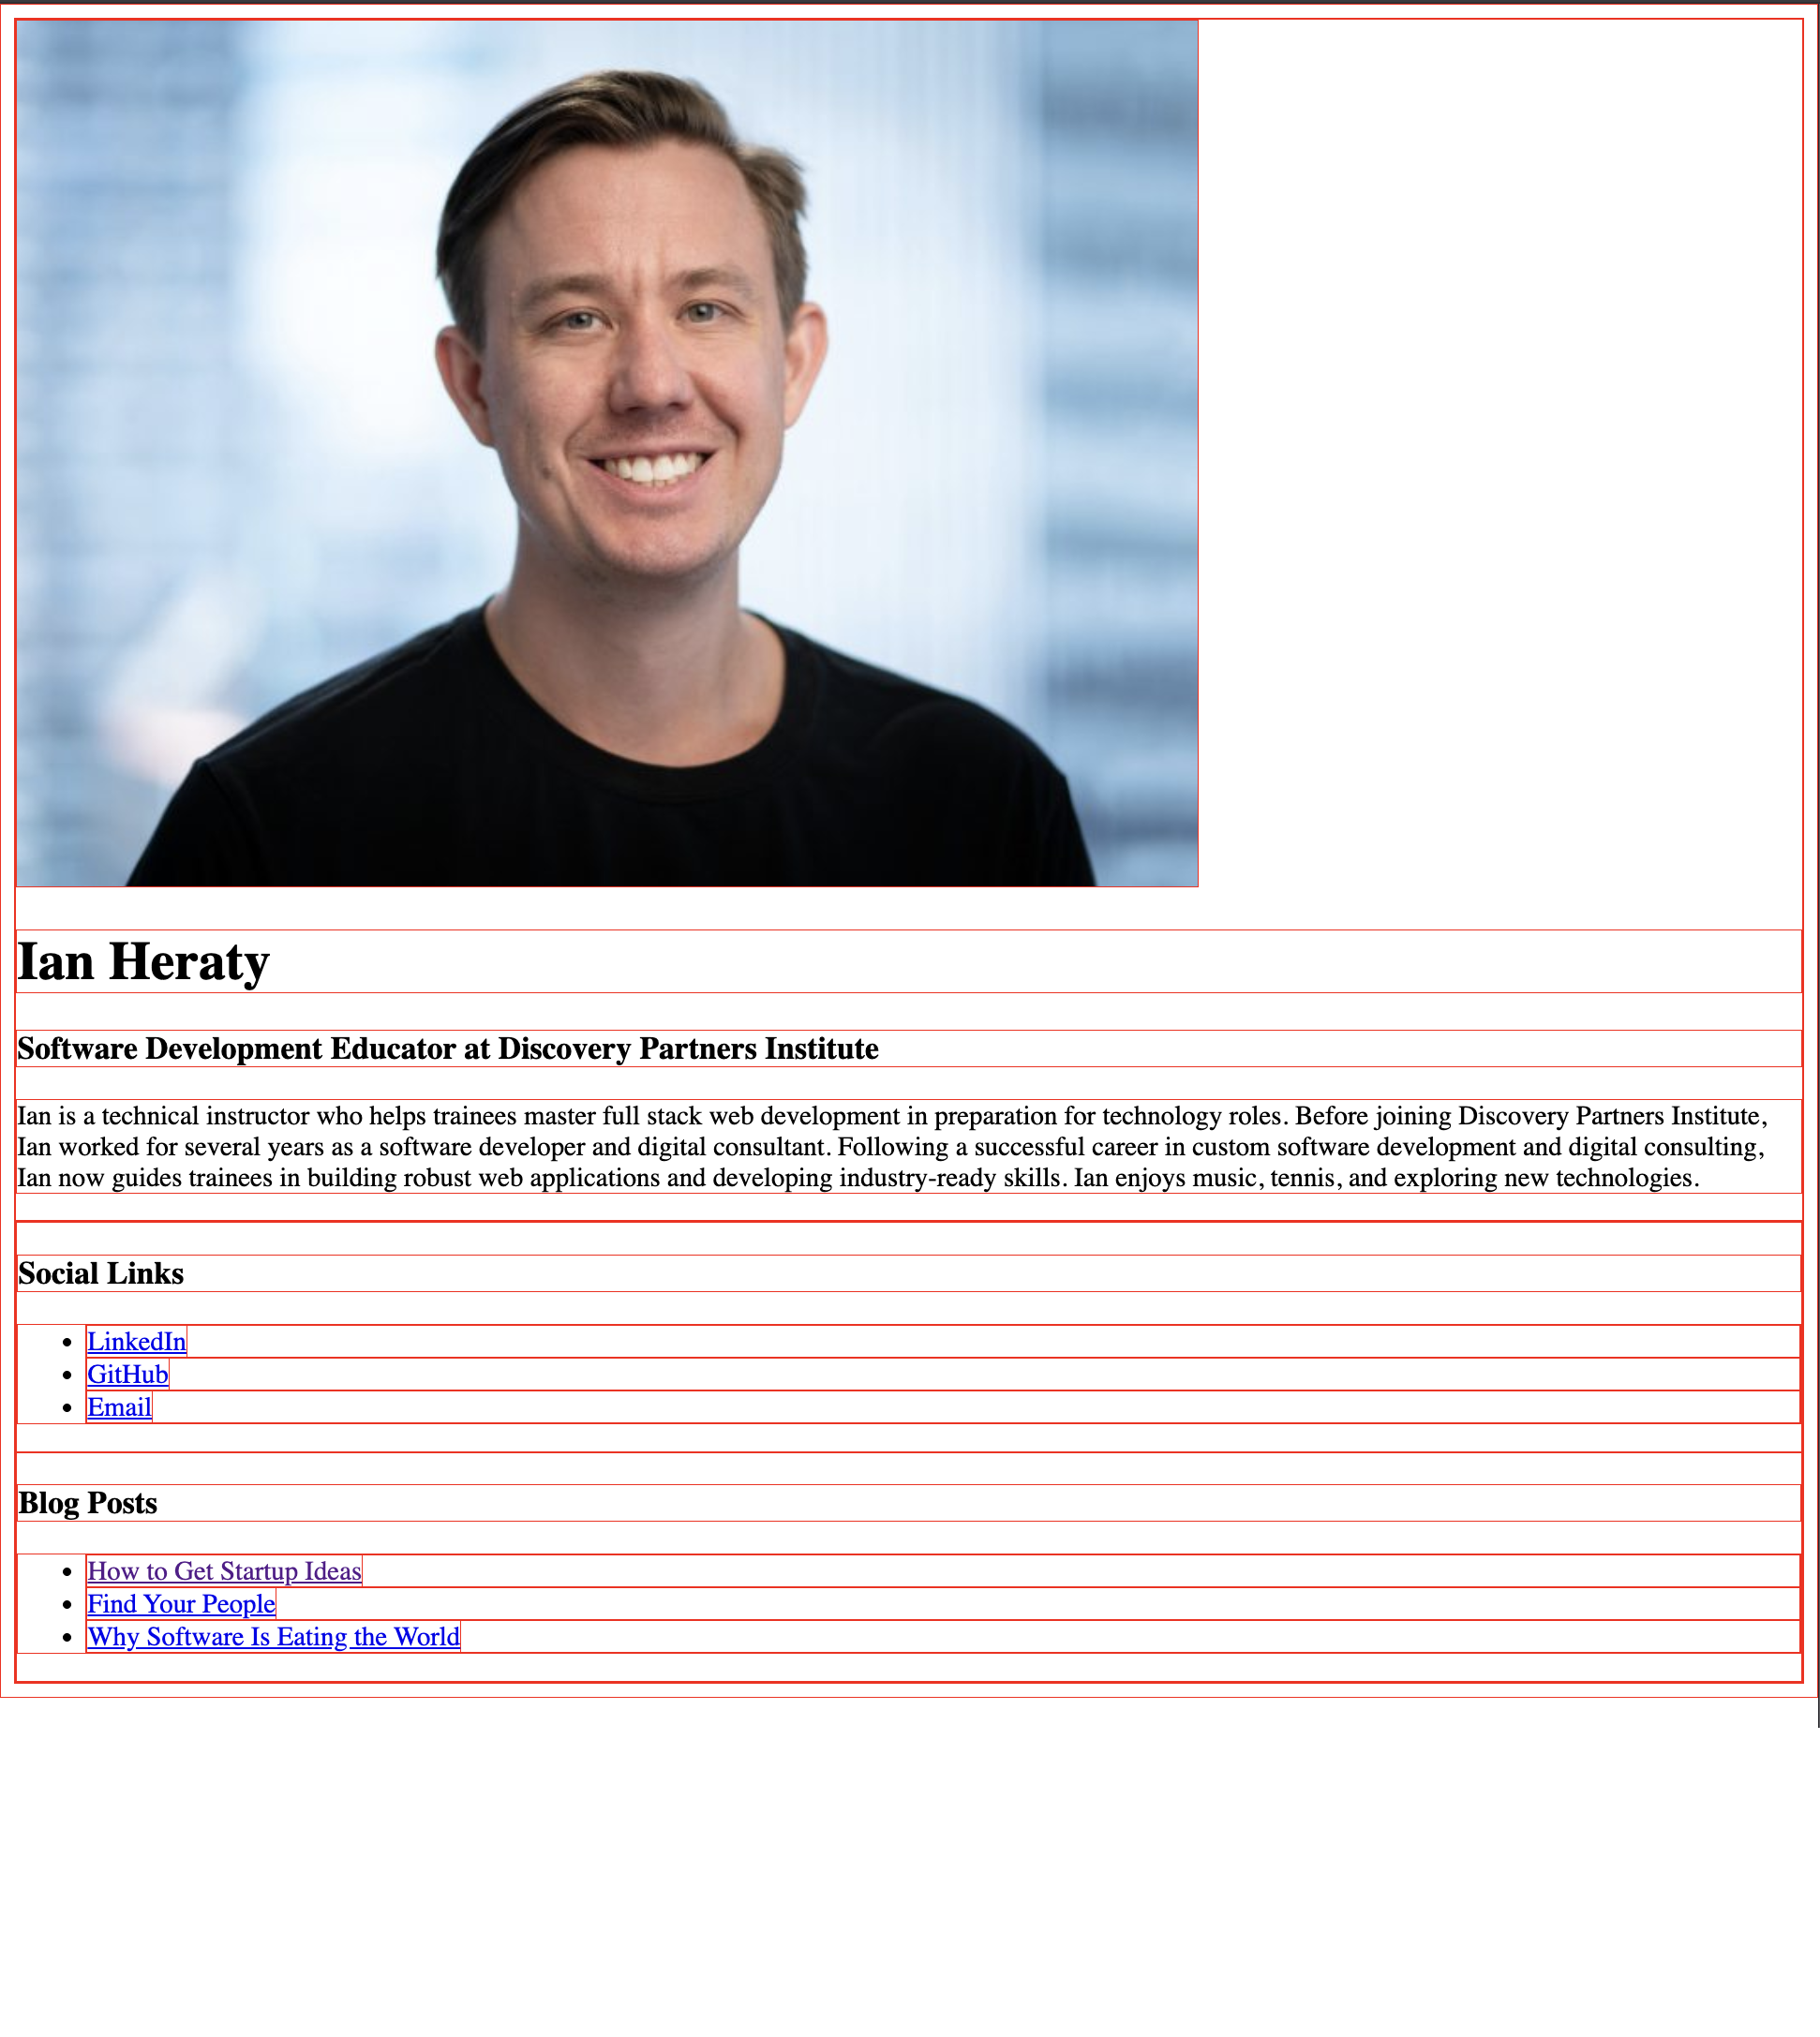 Ian Heraty
Software Development Educator at Discovery Partners Institute
Ian is a technical instructor who helps trainees master full stack web development in preparation for technology roles. Before joining Discovery Partners Institute,
Ian worked for several years as a software developer and digital consultant. Following a successful career in custom software development and digital consulting,
Ian now guides trainees in building robust web applications and developing industry-ready skills. Ian enjoys music, tennis, and exploring new technologies.
Social Links
• LinkedIn
• GitHub
• Email
Blog Posts
• How to Get Startup Ideas
• Find Your People
• Why Software Is Eating the World